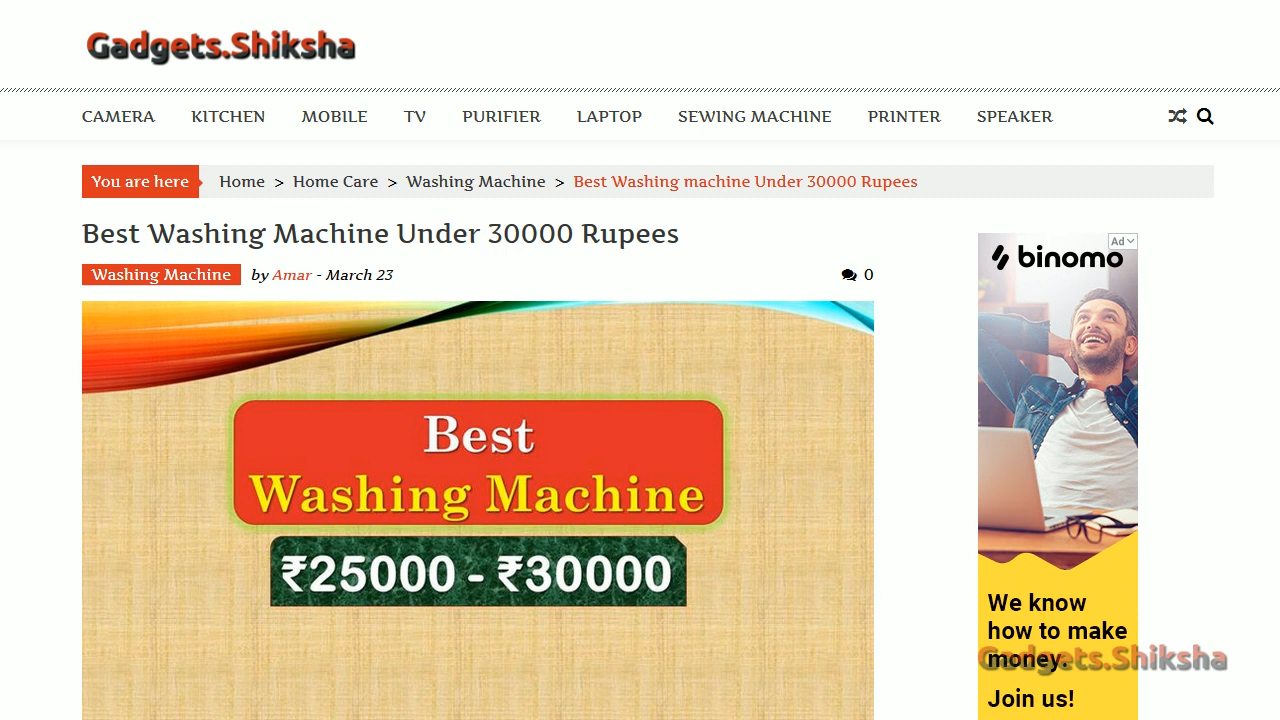 Gadgets.Shiksha
CAMERA KITCHEN MOBILE TV PURIFIER LAPTOP SEWING MACHINE PRINTER SPEAKER
You are here Home > Home Care > Washing Machine > Best Washing machine Under 30000 Rupees
Best Washing Machine Under 30000 Rupees
Washing Machine by Amar - March 23 0
Best
Washing Machine
₹25000 - ₹30000
Ad
binomo
We know
how to make
money.
Join us!
Gadgets.Shiksha